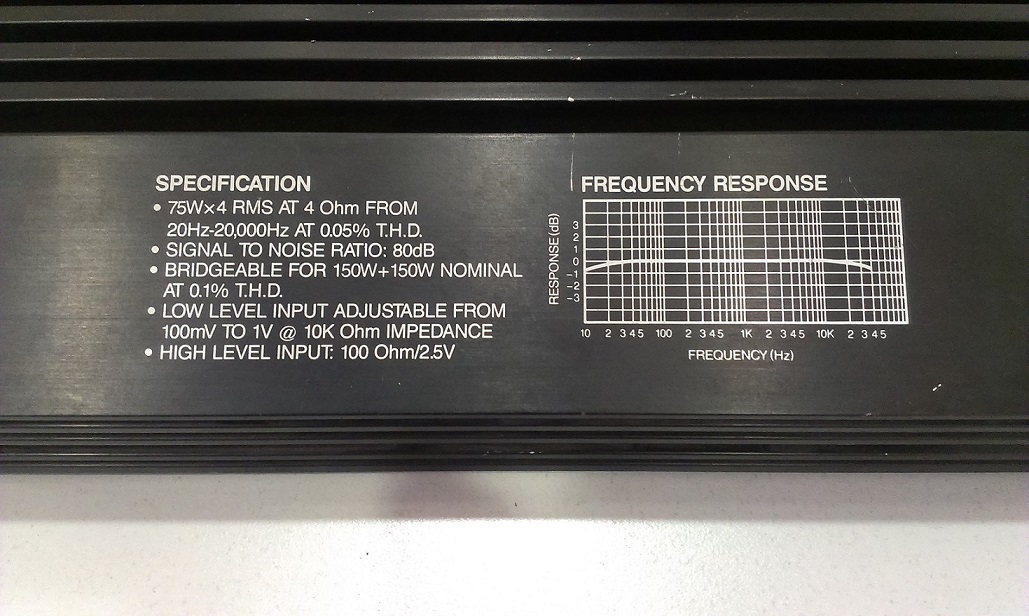 SPECIFICATION
• 75W×4 RMS AT 4 Ohm FROM
20Hz-20,000Hz AT 0.05% T.H.D.
• SIGNAL TO NOISE RATIO: 80dB
• BRIDGEABLE FOR 150W+150W NOMINAL
AT 0.1% T.H.D.
• LOW LEVEL INPUT ADJUSTABLE FROM
100mV TO 1V @ 10K Ohm IMPEDANCE
• HIGH LEVEL INPUT: 100 Ohm/2.5V
FREQUENCY RESPONSE
RESPONSE (dB)
3
2
1
0
−1
−2
−3
10 2 3 4 5 100 2 3 4 5 1K 2 3 4 5 10K 2 3 4 5
FREQUENCY (Hz)